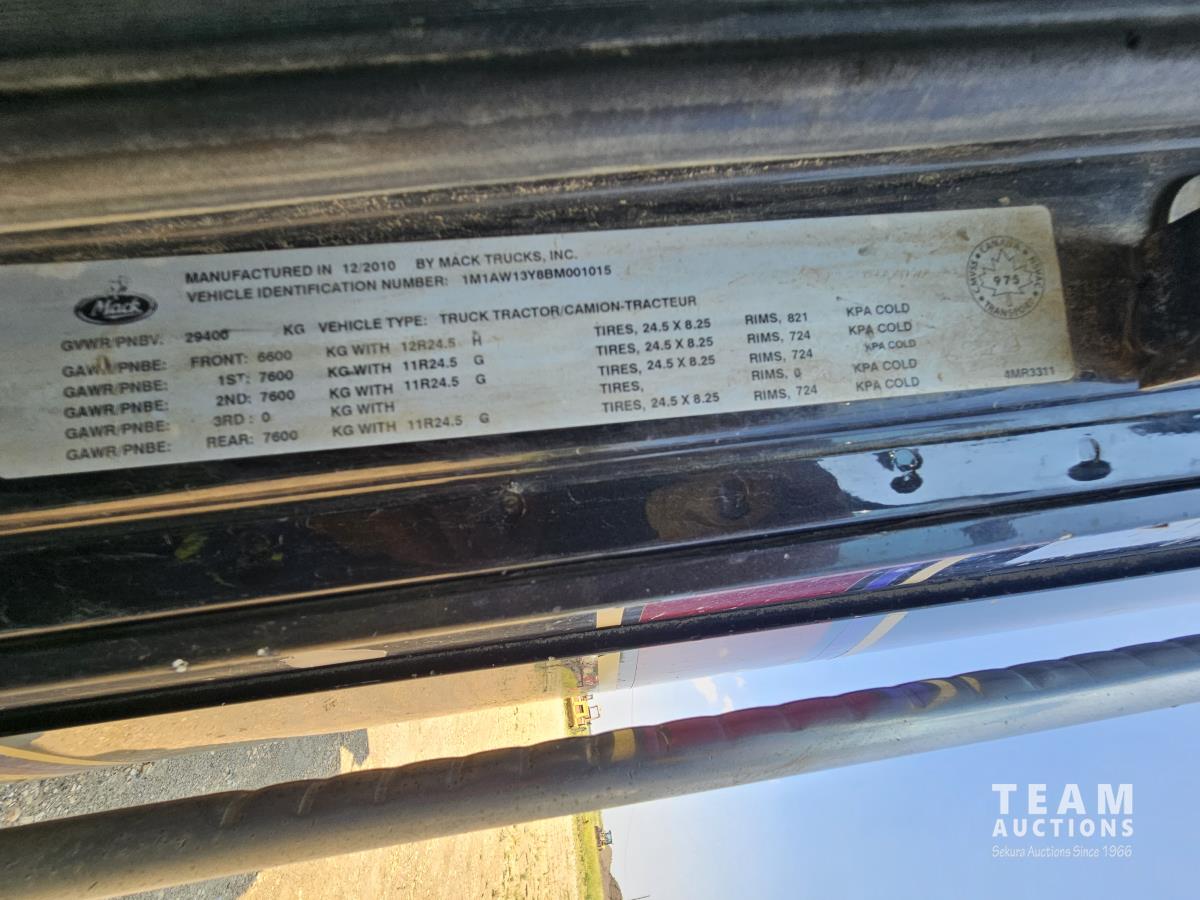 MANUFACTURED IN 12/2010 BY MACK TRUCKS, INC.
VEHICLE IDENTIFICATION NUMBER: 1M1AW13Y8BM001015
Mack
GVWR/PNBV: 29400 KG VEHICLE TYPE: TRUCK TRACTOR/CAMION-TRACTEUR
GAWR/PNBE: FRONT: 6600 KG WITH 12R24.5 H TIRES, 24.5 X 8.25 RIMS, 821 KPA COLD
GAWR/PNBE: 1ST: 7600 KG WITH 11R24.5 G TIRES, 24.5 X 8.25 RIMS, 724 KPA COLD
GAWR/PNBE: 2ND: 7600 KG WITH 11R24.5 G TIRES, 24.5 X 8.25 RIMS, 724 KPA COLD
GAWR/PNBE: 3RD: 0 KG WITH TIRES, RIMS, 0 KPA COLD
GAWR/PNBE: REAR: 7600 KG WITH 11R24.5 G TIRES, 24.5 X 8.25 RIMS, 724 KPA COLD
CANADA
975
TRANSPORT
4MR3311
TEAM
AUCTIONS
Sekura Auctions Since 1966